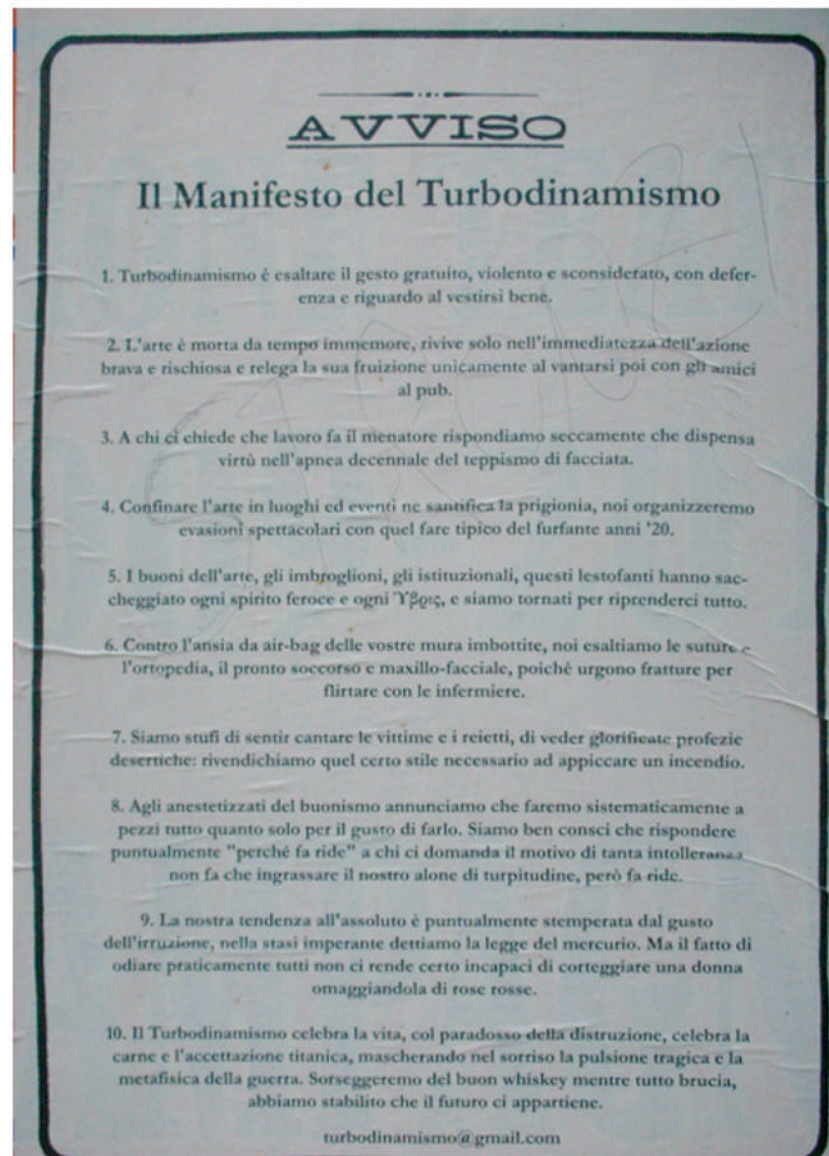 AVVISO
Il Manifesto del Turbodinamismo
1. Turbodinamismo è esaltare il gesto gratuito, violento e sconsiderato, con defer-
enza e riguardo al vestirsi bene.
2. L'arte è morta da tempo immemore, rivive solo nell'immediatezza dell'azione
brava e rischiosa e relega la sua fruizione unicamente al vantarsi poi con gli amici
al pub.
3. A chi ci chiede che lavoro fa il menatore rispondiamo seccamente che dispensa
virtù nell'apnea decennale del teppismo di facciata.
4. Confinare l'arte in luoghi ed eventi ne santifica la prigionia, noi organizzeremo
evasioni spettacolari con quel fare tipico del furfante anni '20.
5. I buoni dell'arte, gli imbroglioni, gli istituzionali, questi lestofanti hanno sac-
cheggiato ogni spirito feroce e ogni Ὕβρις, e siamo tornati per riprenderci tutto.
6. Contro l'ansia da air-bag delle vostre mura imbottite, noi esaltiamo le suture e
l'ortopedia, il pronto soccorso e maxillo-facciale, poiché urgono fratture per
flirtare con le infermiere.
7. Siamo stufi di sentir cantare le vittime e i reietti, di veder glorificate profezie
desertiche: rivendichiamo quel certo stile necessario ad appiccare un incendio.
8. Agli anestetizzati del buonismo annunciamo che faremo sistematicamente a
pezzi tutto quanto solo per il gusto di farlo. Siamo ben consci che rispondere
puntualmente "perché fa ride" a chi ci domanda il motivo di tanta intolleranza
non fa che ingrassare il nostro alone di turpitudine, però fa ride.
9. La nostra tendenza all'assoluto è puntualmente stemperata dal gusto
dell'irruzione, nella stasi imperante dettiamo la legge del mercurio. Ma il fatto di
odiare praticamente tutti non ci rende certo incapaci di corteggiare una donna
omaggiandola di rose rosse.
10. Il Turbodinamismo celebra la vita, col paradosso della distruzione, celebra la
carne e l'accettazione titanica, mascherando nel sorriso la pulsione tragica e la
metafisica della guerra. Sorseggeremo del buon whiskey mentre tutto brucia,
abbiamo stabilito che il futuro ci appartiene.
turbodinamismo@gmail.com